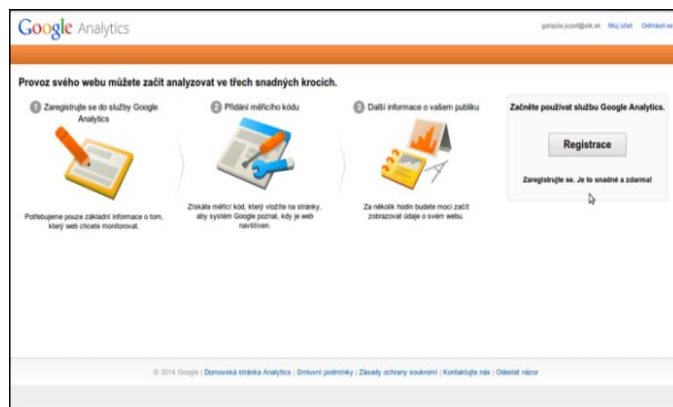 Google Analytics
Můj účet Odhlásit se
Provoz svého webu můžete začít analyzovat ve třech snadných krocích.
1 Zaregistrujte se do služby Google
Analytics
Potřebujeme pouze základní informace o tom,
který web chcete monitorovat.
2 Přidání měřicího kódu
Získáte měřicí kód, který vložíte na stránky,
aby systém Google poznal, kdy je web
navštíven.
3 Další informace o vašem publiku
Za několik hodin budete moci začít
zobrazovat údaje o svém webu.
Začněte používat službu Google Analytics.
Registrace
Zaregistrujte se. Je to snadné a zdarma!
© 2014 Google | Domovská stránka Analytics | Smluvní podmínky | Zásady ochrany soukromí | Kontaktujte nás | Odeslat názor